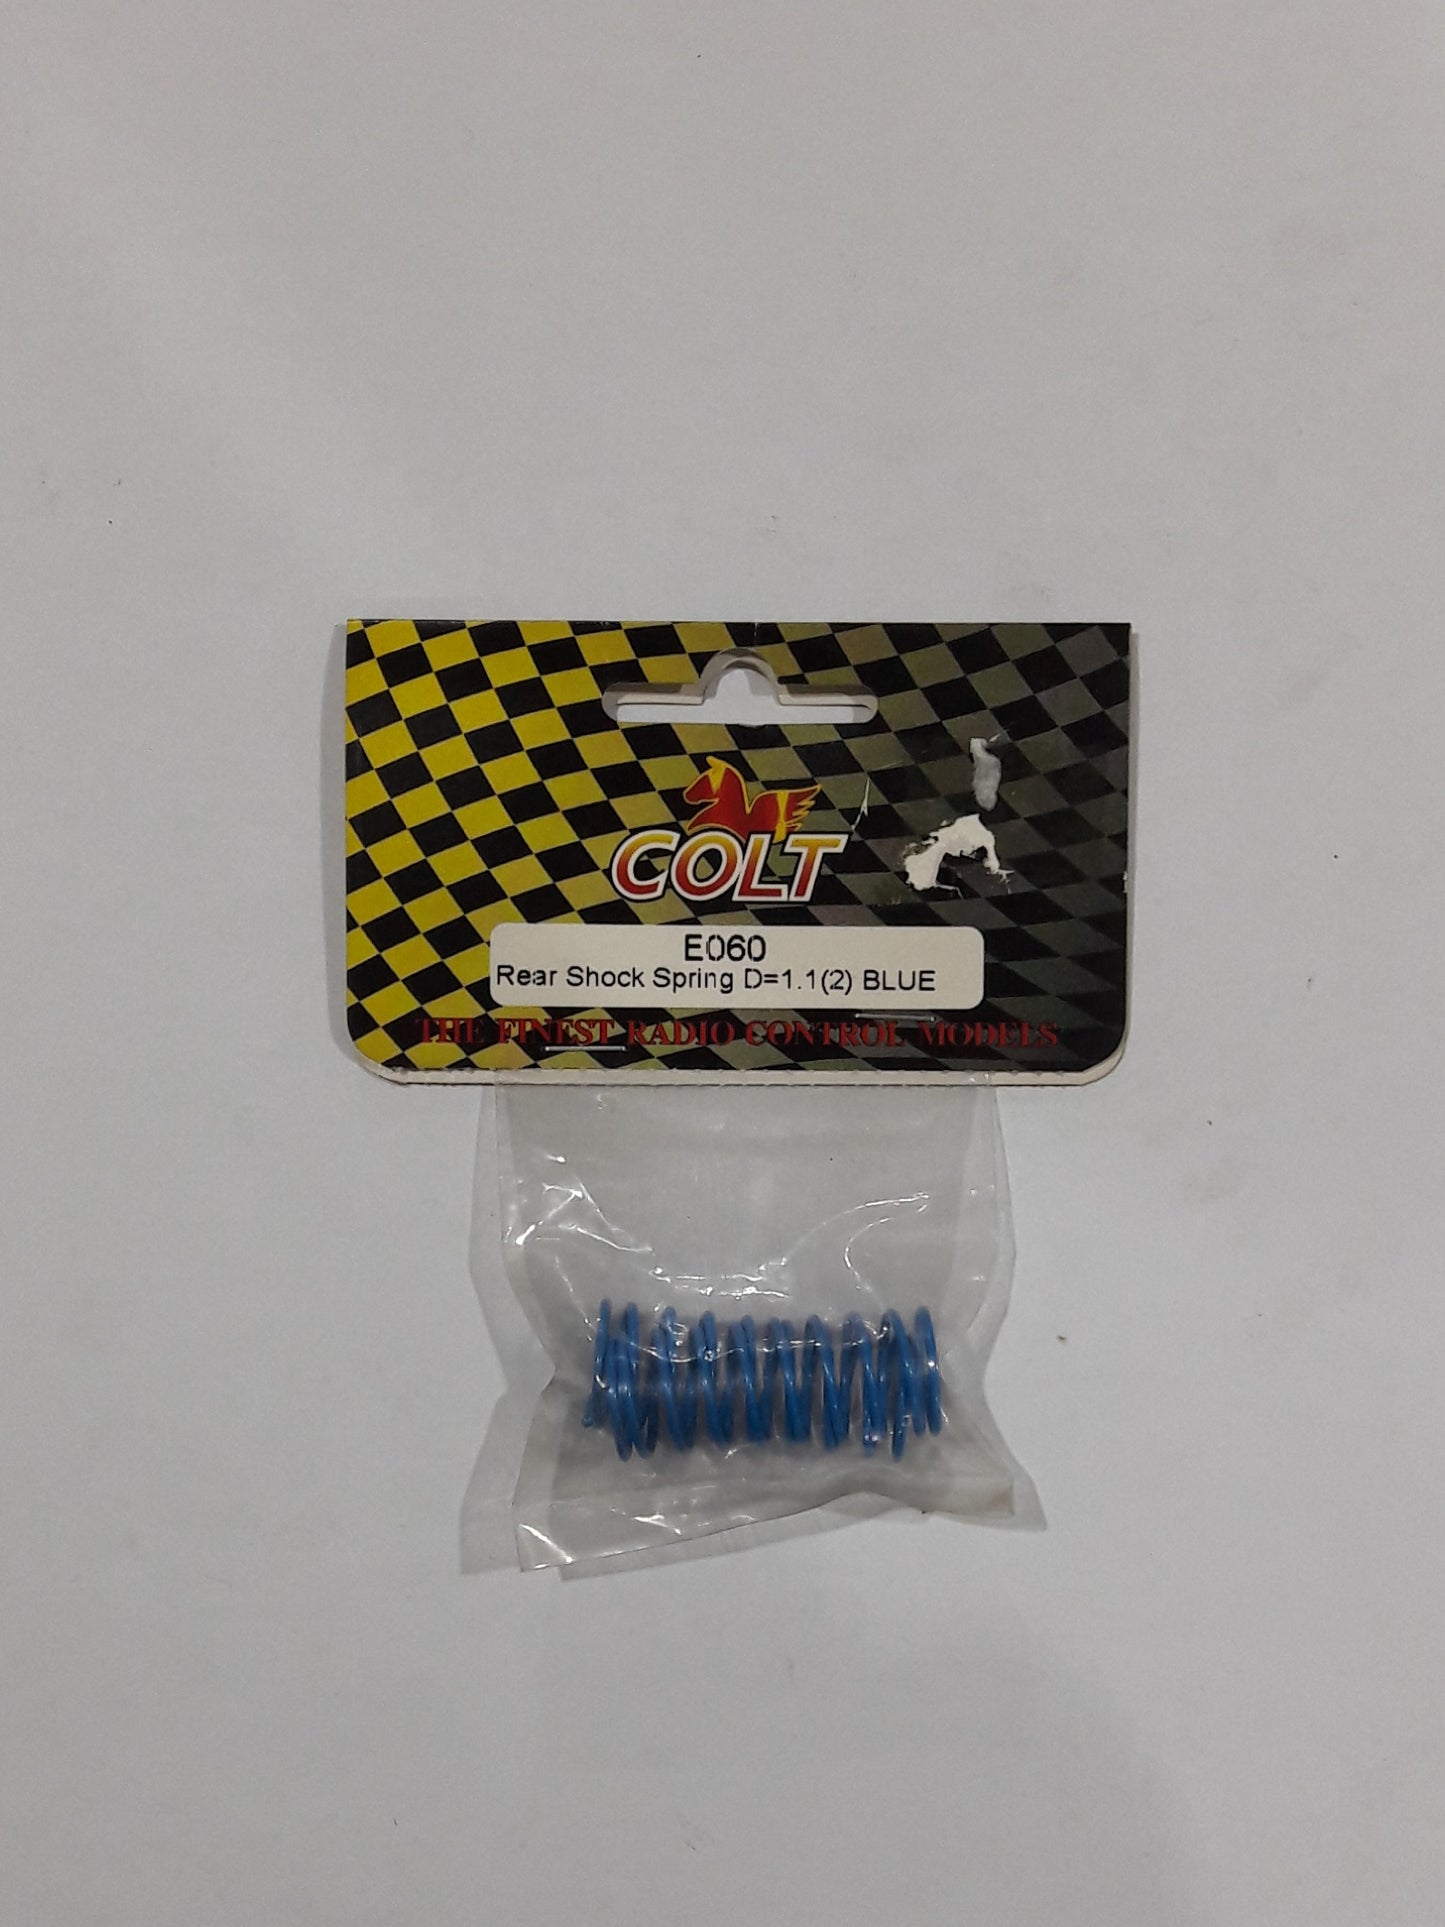 COLT
E060
Rear Shock Spring D=1.1(2) BLUE
THE FINEST RADIO CONTROL MODELS